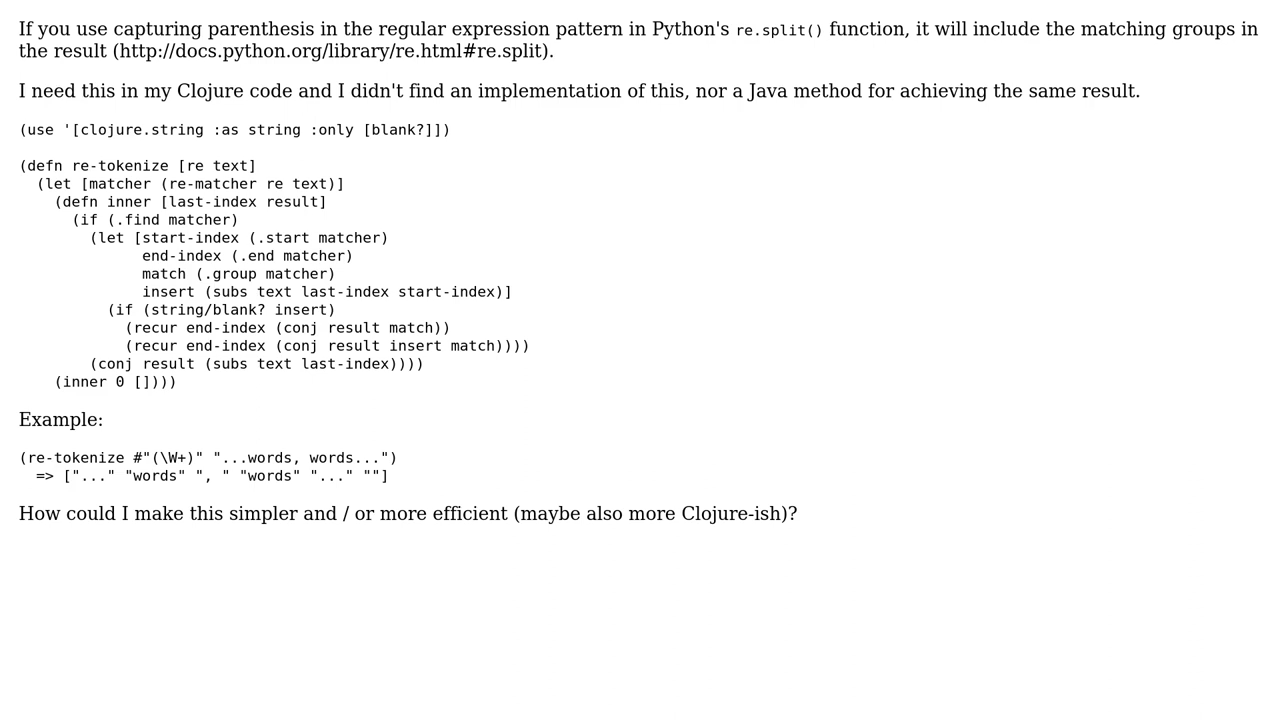 If you use capturing parenthesis in the regular expression pattern in Python's re.split() function, it will include the matching groups in
the result (http://docs.python.org/library/re.html#re.split).
I need this in my Clojure code and I didn't find an implementation of this, nor a Java method for achieving the same result.
(use '[clojure.string :as string :only [blank?]])
(defn re-tokenize [re text]
  (let [matcher (re-matcher re text)]
    (defn inner [last-index result]
      (if (.find matcher)
        (let [start-index (.start matcher)
              end-index (.end matcher)
              match (.group matcher)
              insert (subs text last-index start-index)]
          (if (string/blank? insert)
            (recur end-index (conj result match))
            (recur end-index (conj result insert match))))
        (conj result (subs text last-index))))
    (inner 0 [])))
Example:
(re-tokenize #"(\W+)" "...words, words...")
  => ["..." "words" ", " "words" "..." ""]
How could I make this simpler and / or more efficient (maybe also more Clojure-ish)?